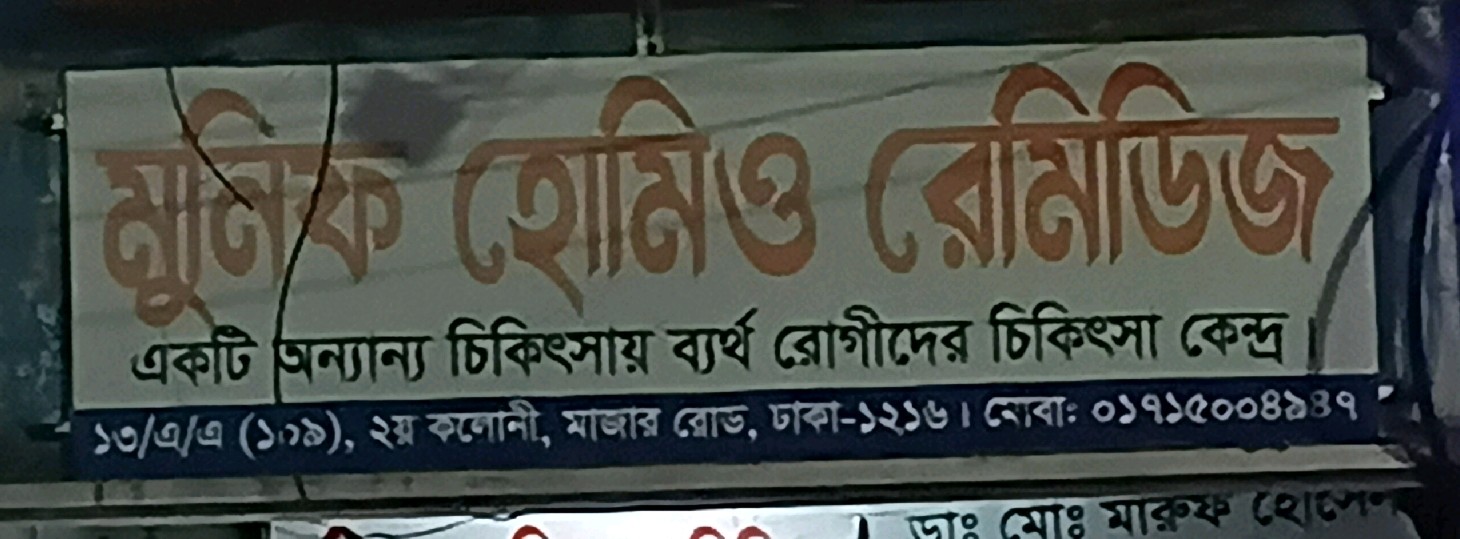 মুনিক হোমিও রেমিডিজ
একটি অন্যান্য চিকিৎসায় ব্যর্থ রোগীদের চিকিৎসা কেন্দ্র।
১৩/এ/এ (১০৯), ২য় কলোনী, মাজার রোড, ঢাকা-১২১৬। মোবা: ০১৭১৫০০৪৯৪৭
ডাঃ মোঃ মারুফ হোসেন